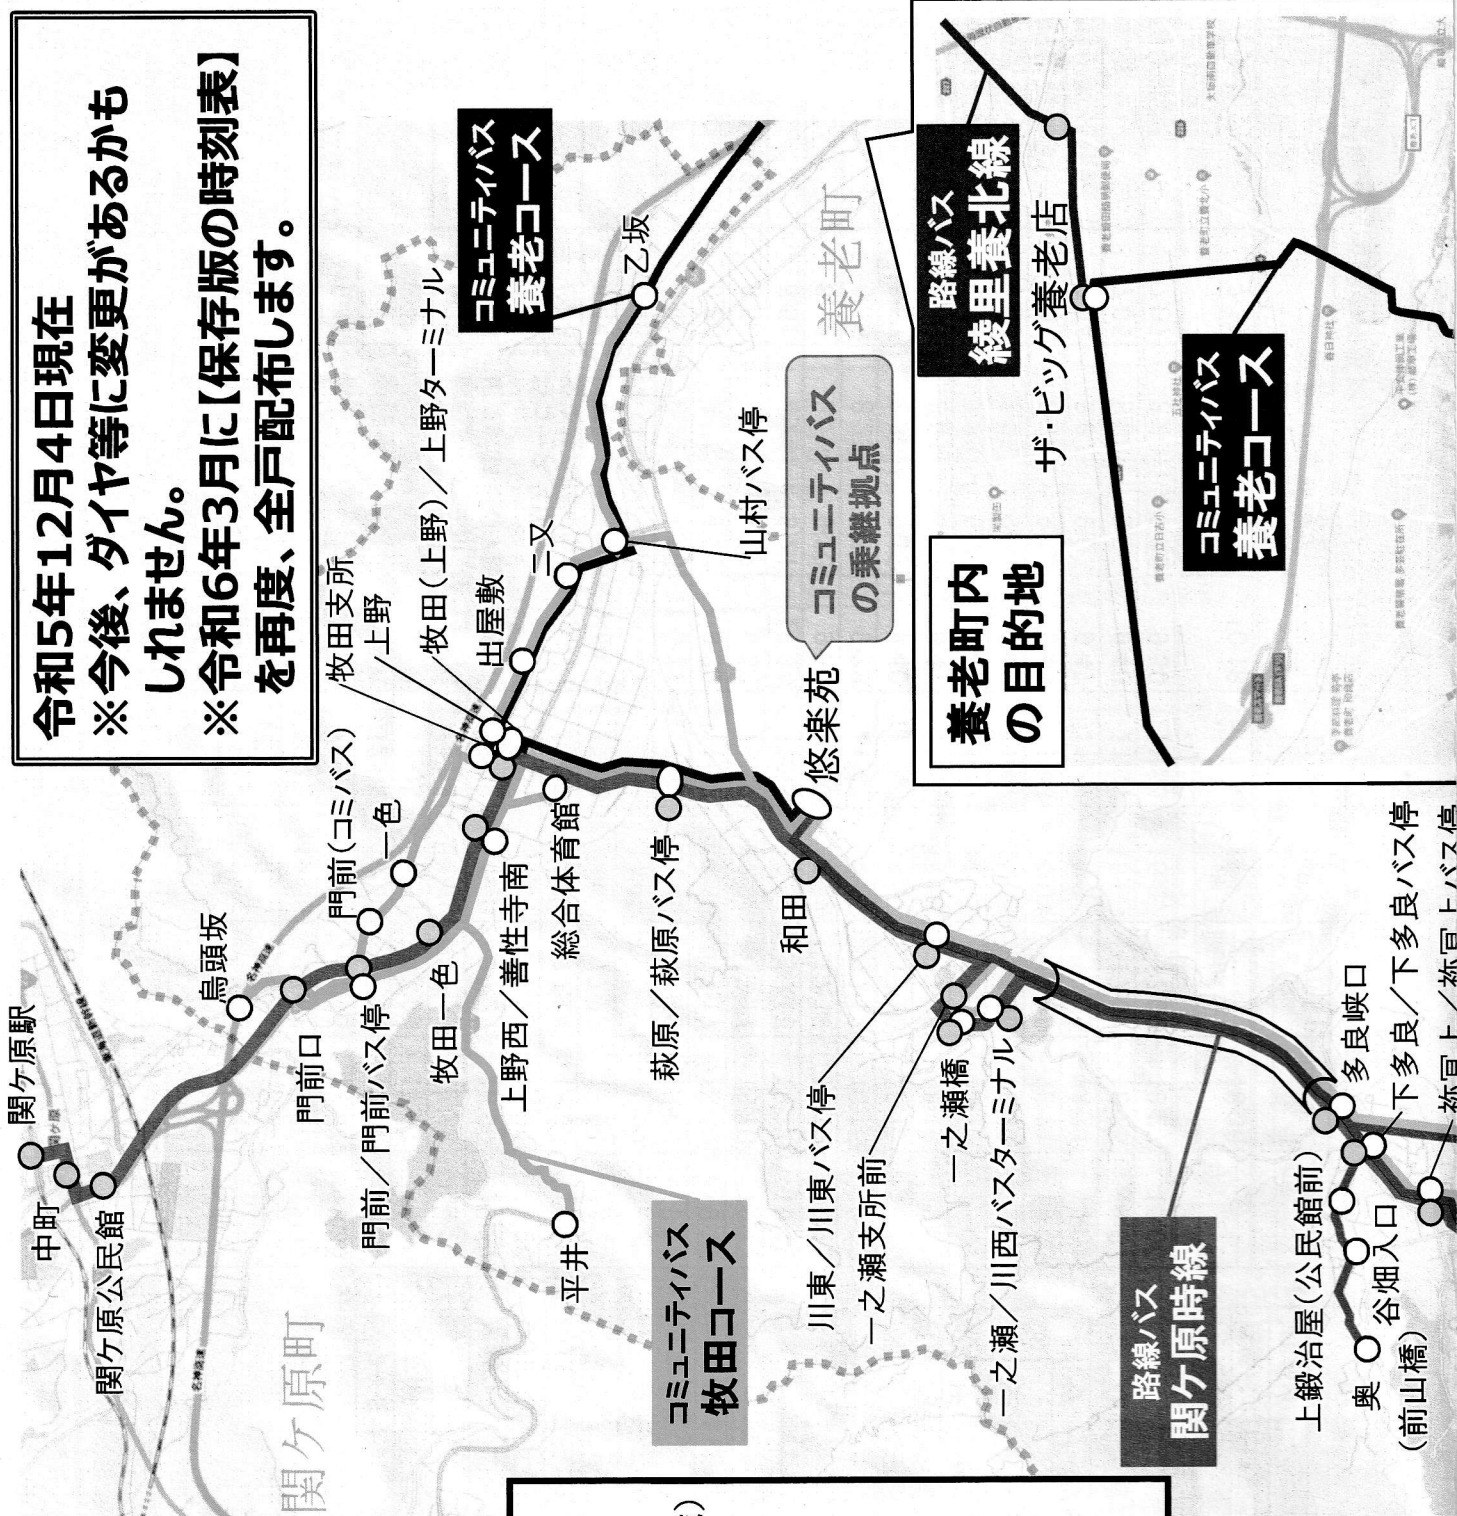 令和5年12月4日現在
※今後、ダイヤ等に変更があるかも
しれません。
※令和6年3月に【保存版の時刻表】
を再度、全戸配布します。
関ケ原駅
中町
関ケ原公民館
関ケ原町
烏頭坂
門前口
門前(コミバス)
一色
門前／門前バス停
牧田一色
上野西／善性寺南
総合体育館
牧田支所
上野
牧田(上野)／上野ターミナル
出屋敷
二又
山村バス停
乙坂
コミュニティバス
養老コース
養老町
コミュニティバス
の乗継拠点
悠楽苑
萩原／萩原バス停
和田
平井
コミュニティバス
牧田コース
川東／川東バス停
一之瀬支所前
一之瀬橋
一之瀬／川西バスターミナル
路線バス
関ケ原時線
多良峡口
下多良／下多良バス停
上鍛治屋(公民館前)
谷畑入口
奥
(前山橋)
養老町内
の目的地
路線バス
綾里養北線
ザ・ビッグ養老店
コミュニティバス
養老コース
名神高速
名神高速
名神高速